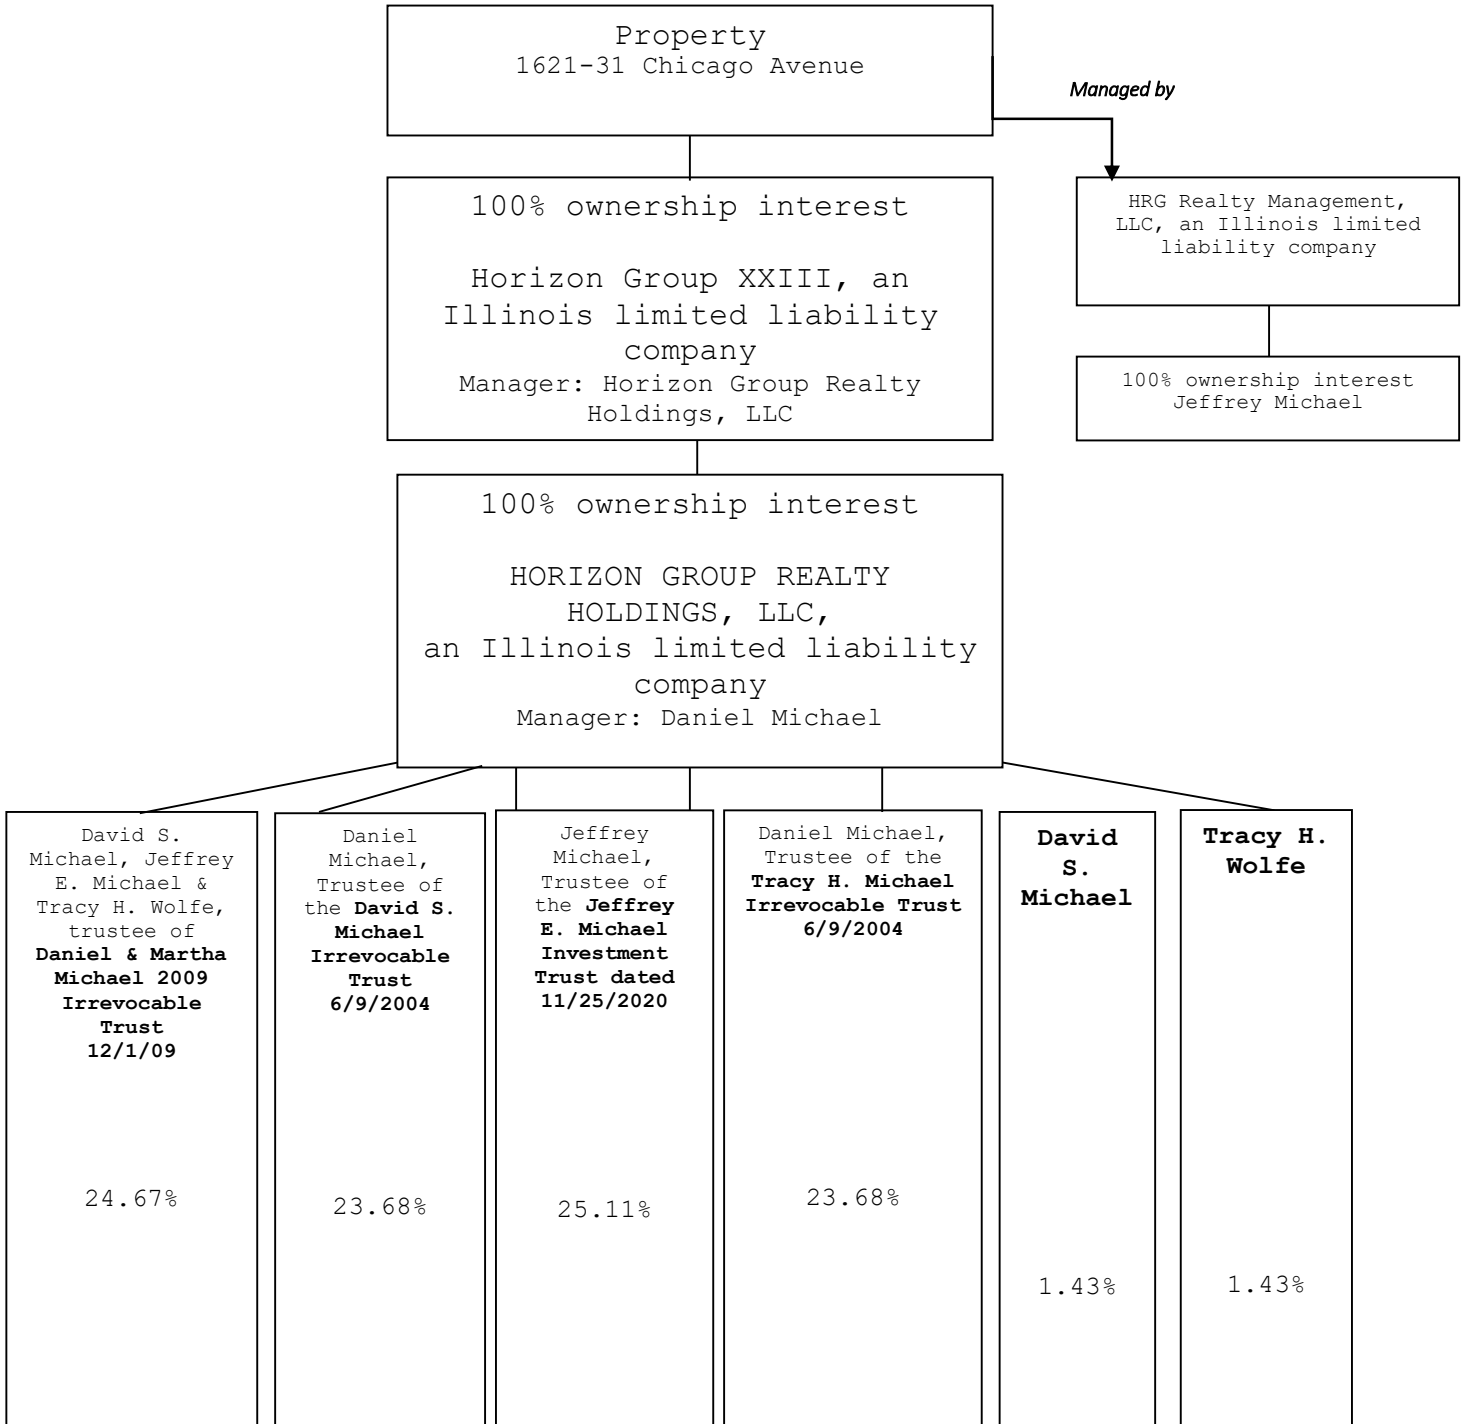 Property
1621-31 Chicago Avenue
Managed by
100% ownership interest
Horizon Group XXIII, an
Illinois limited liability
company
Manager: Horizon Group Realty
Holdings, LLC
HRG Realty Management,
LLC, an Illinois limited
liability company
100% ownership interest
Jeffrey Michael
100% ownership interest
HORIZON GROUP REALTY
HOLDINGS, LLC,
an Illinois limited liability
company
Manager: Daniel Michael
David S.
Michael, Jeffrey
E. Michael &
Tracy H. Wolfe,
trustee of
Daniel & Martha
Michael 2009
Irrevocable
Trust
12/1/09
24.67%
Daniel
Michael,
Trustee of
the David S.
Michael
Irrevocable
Trust
6/9/2004
23.68%
Jeffrey
Michael,
Trustee of
the Jeffrey
E. Michael
Investment
Trust dated
11/25/2020
25.11%
Daniel Michael,
Trustee of the
Tracy H. Michael
Irrevocable Trust
6/9/2004
23.68%
David
S.
Michael
1.43%
Tracy H.
Wolfe
1.43%